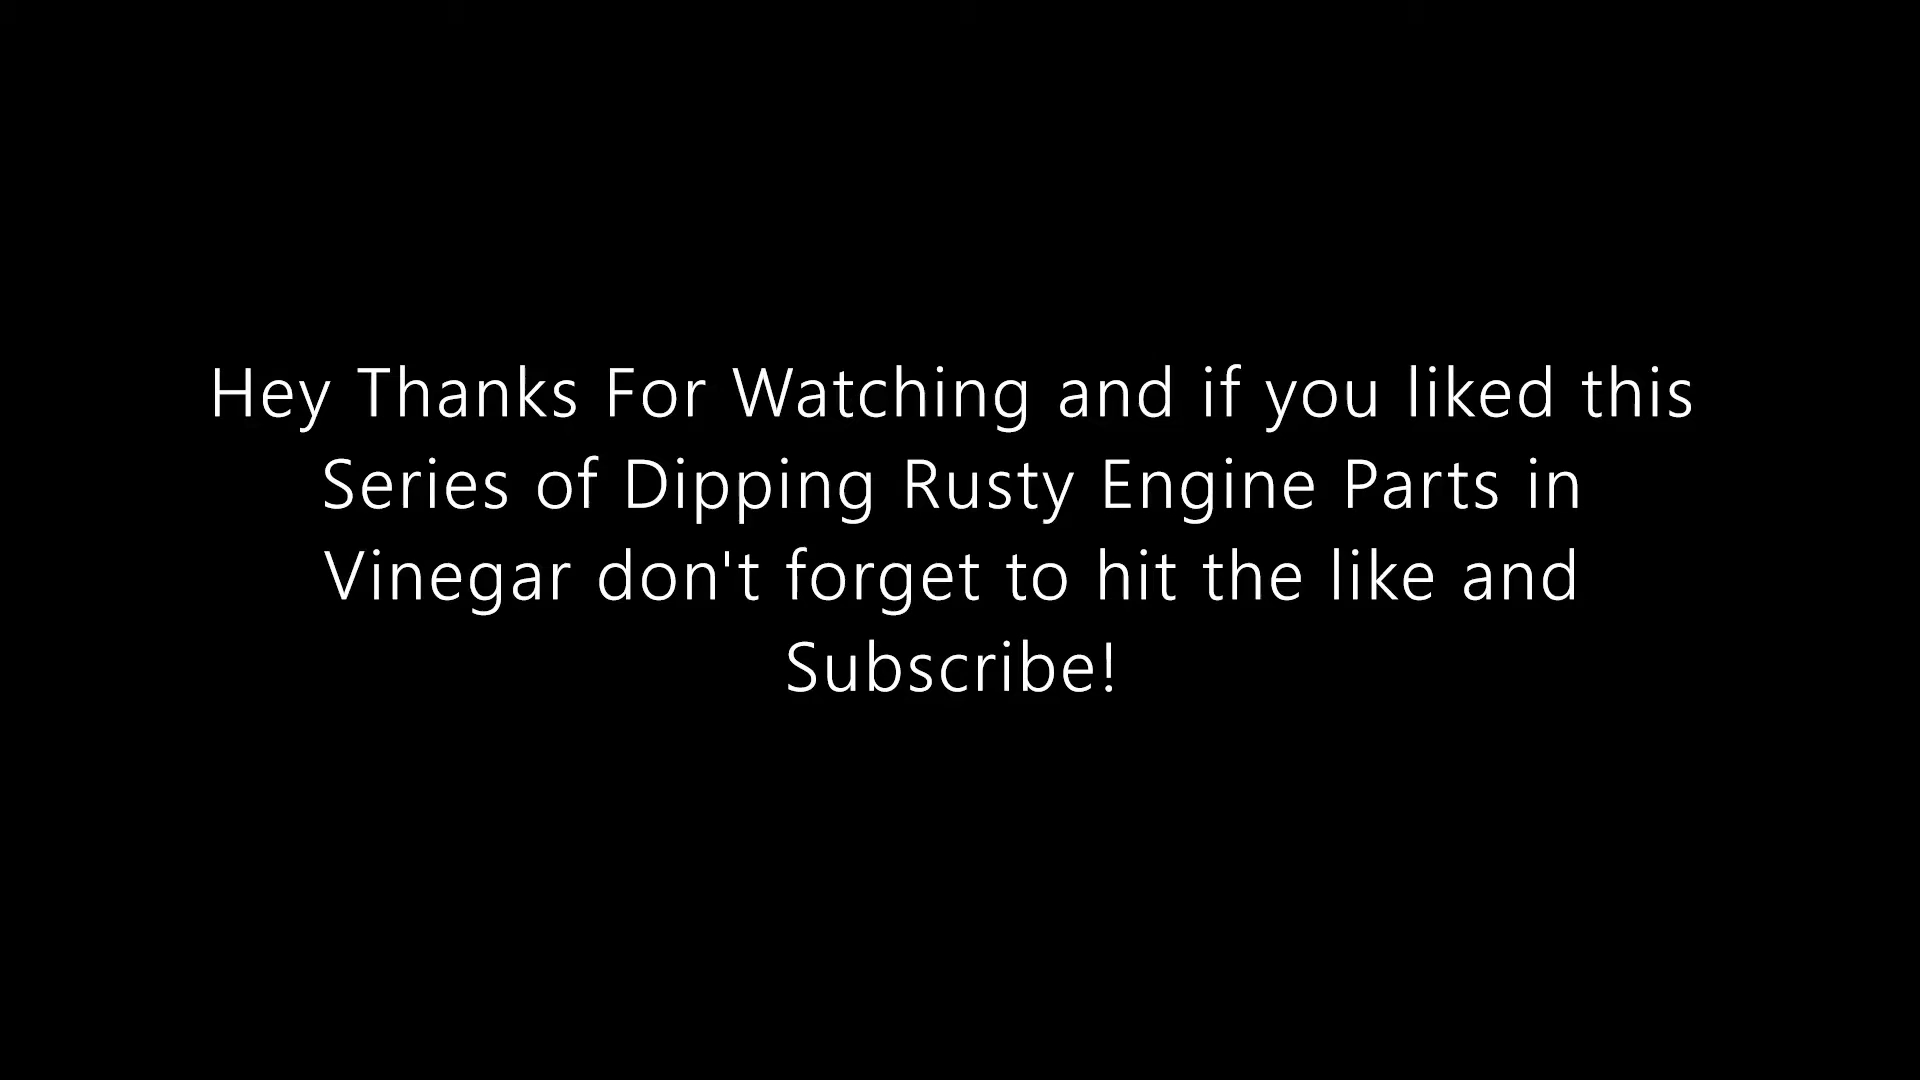 Hey Thanks For Watching and if you liked this
Series of Dipping Rusty Engine Parts in
Vinegar don't forget to hit the like and
Subscribe!